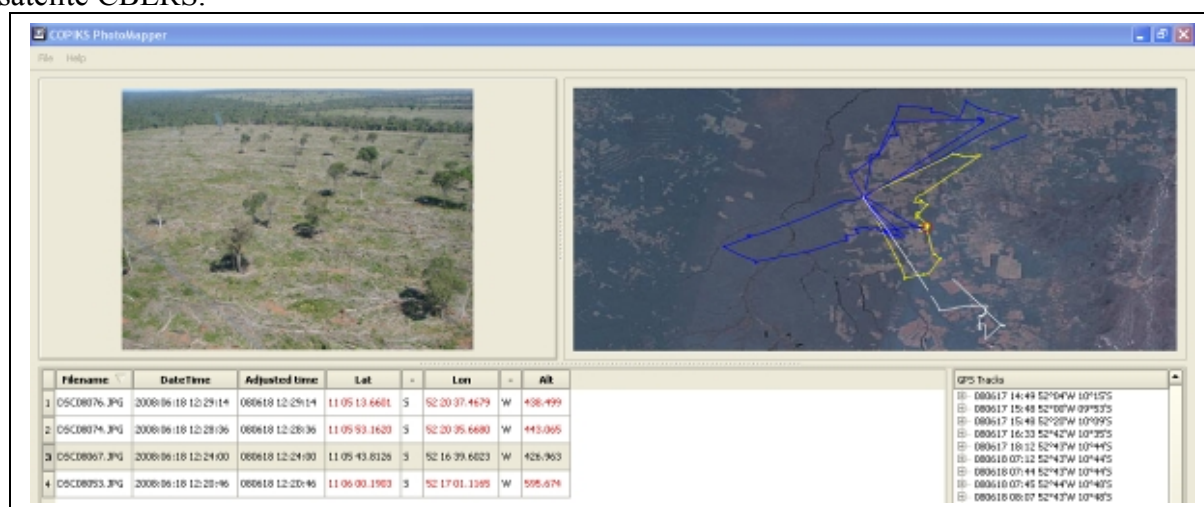 satélite CBERS.
COPIKS PhotoMapper
File Help
Filename DateTime Adjusted time Lat - Lon - Alt
1 DSC08076.JPG 2008:06:18 12:29:14 080618 12:29:14 11 05 13.6601 S 52 20 37.4679 W 438.499
2 DSC08074.JPG 2008:06:18 12:28:36 080618 12:28:36 11 05 53.1620 S 52 20 35.6680 W 443.065
3 DSC08067.JPG 2008:06:18 12:24:00 080618 12:24:00 11 05 43.8126 S 52 16 39.6023 W 426.963
4 DSC08053.JPG 2008:06:18 12:20:46 080618 12:20:46 11 06 00.1903 S 52 17 01.1165 W 595.674
GPS Tracks
080617 14:49 52°04'W 10°15'S
080617 15:48 52°00'W 09°53'S
080617 15:48 52°20'W 10°09'S
080617 16:33 52°42'W 10°35'S
080617 18:12 52°43'W 10°44'S
080618 07:12 52°43'W 10°44'S
080618 07:44 52°43'W 10°44'S
080618 07:45 52°44'W 10°48'S
080618 08:07 52°43'W 10°48'S